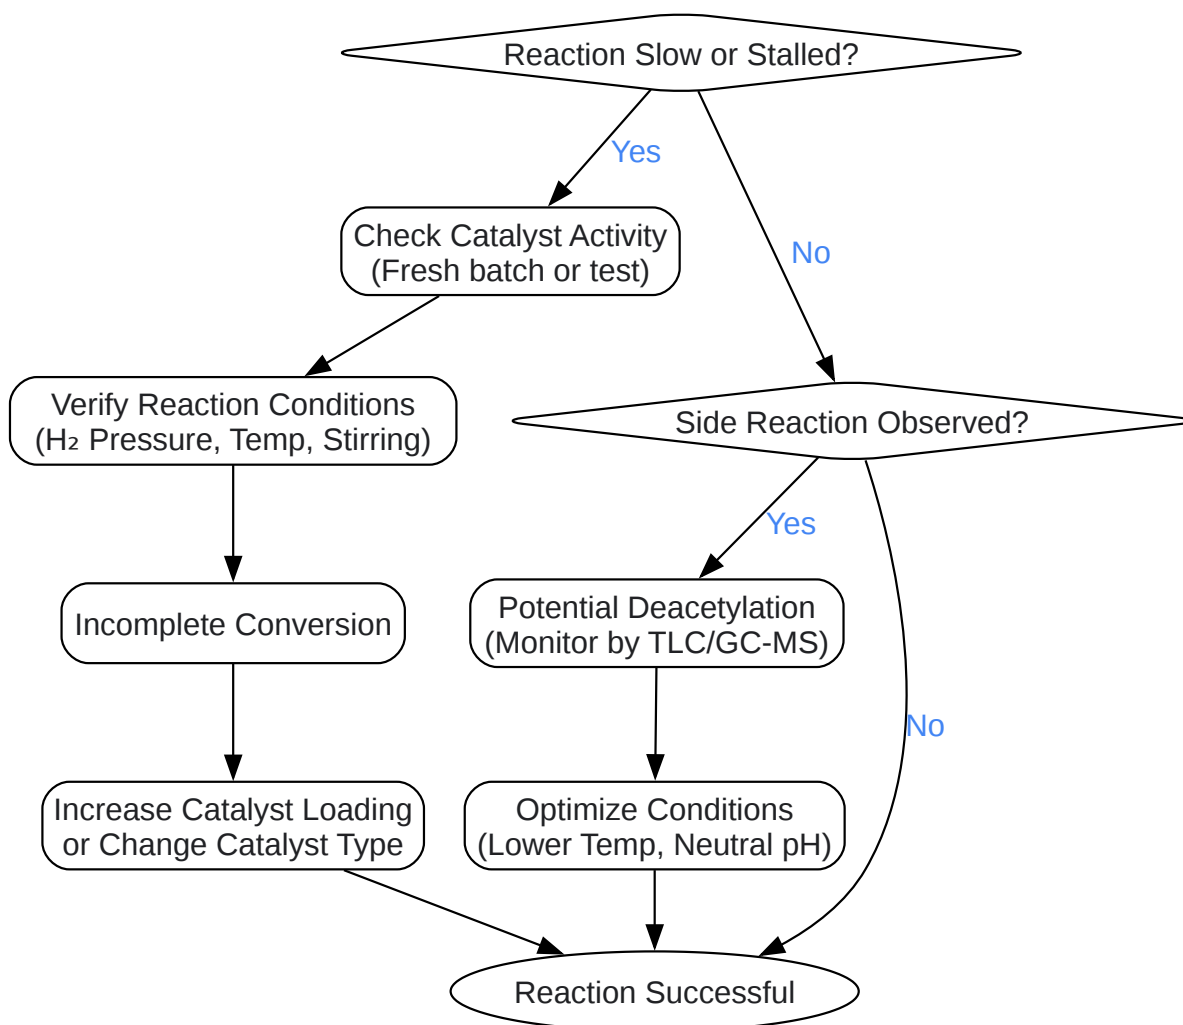 Reaction Slow or Stalled?
Yes
Check Catalyst Activity
(Fresh batch or test)
No
Verify Reaction Conditions
(H₂ Pressure, Temp, Stirring)
Side Reaction Observed?
Yes
Incomplete Conversion
Potential Deacetylation
(Monitor by TLC/GC-MS)
No
Increase Catalyst Loading
or Change Catalyst Type
Optimize Conditions
(Lower Temp, Neutral pH)
Reaction Successful